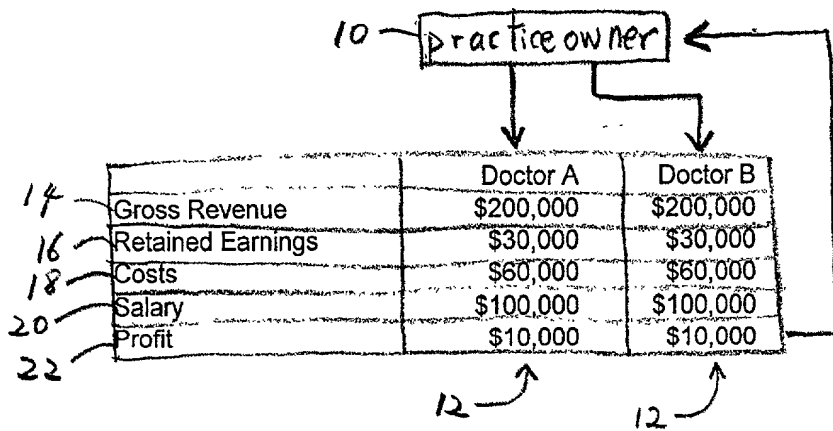 10 practice owner
Doctor A Doctor B
14 Gross Revenue $200,000 $200,000
16 Retained Earnings $30,000 $30,000
18 Costs $60,000 $60,000
20 Salary $100,000 $100,000
22 Profit $10,000 $10,000
12 12